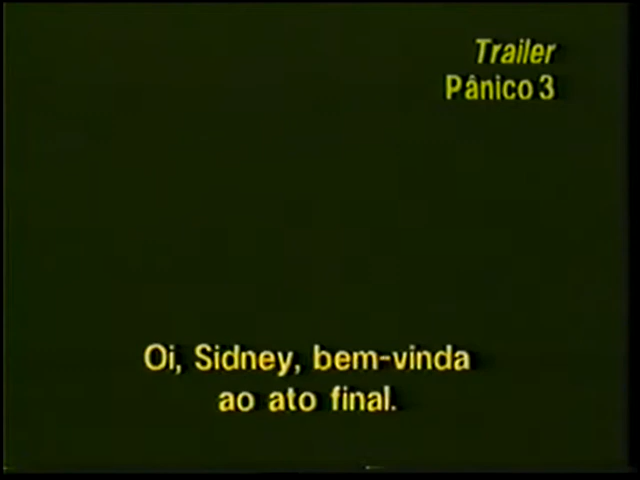 Trailer
Pânico 3
Oi, Sidney, bem-vinda
ao ato final.